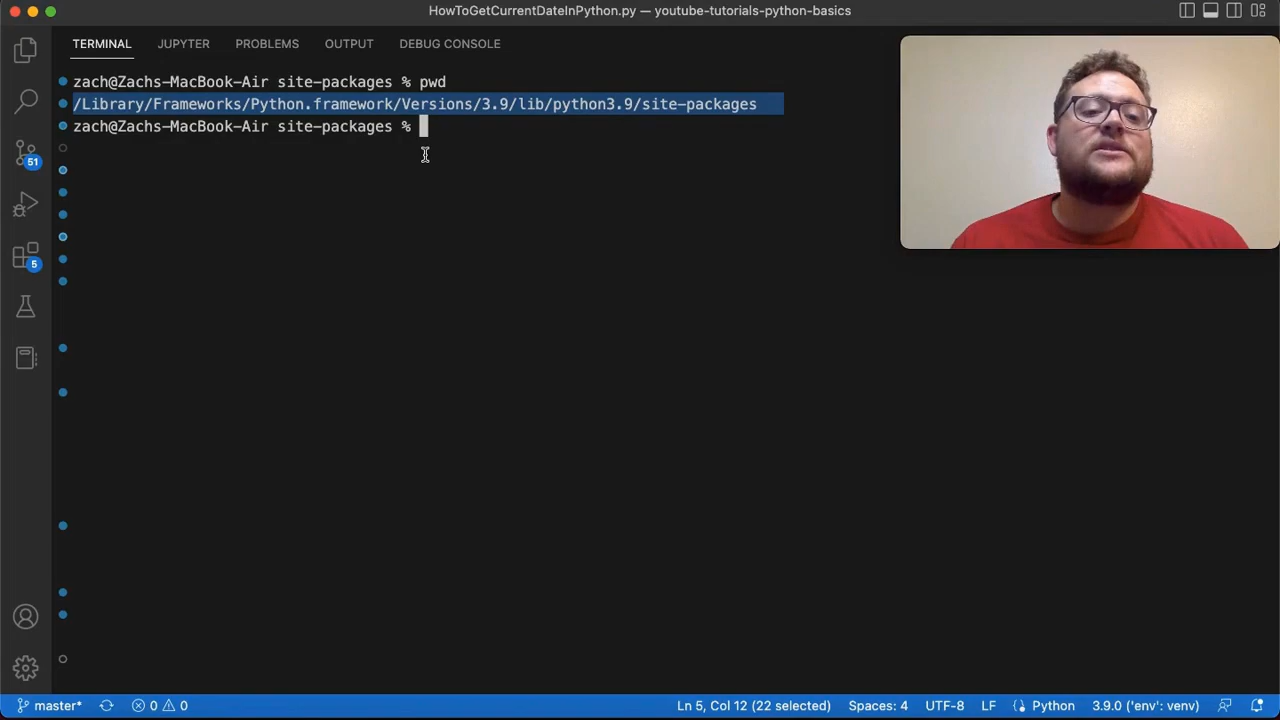 HowToGetCurrentDateInPython.py — youtube-tutorials-python-basics
TERMINAL JUPYTER PROBLEMS OUTPUT DEBUG CONSOLE
zach@Zachs-MacBook-Air site-packages % pwd
/Library/Frameworks/Python.framework/Versions/3.9/lib/python3.9/site-packages
zach@Zachs-MacBook-Air site-packages %
51
5
master* 0 0 Ln 5, Col 12 (22 selected) Spaces: 4 UTF-8 LF Python 3.9.0 ('env': venv)